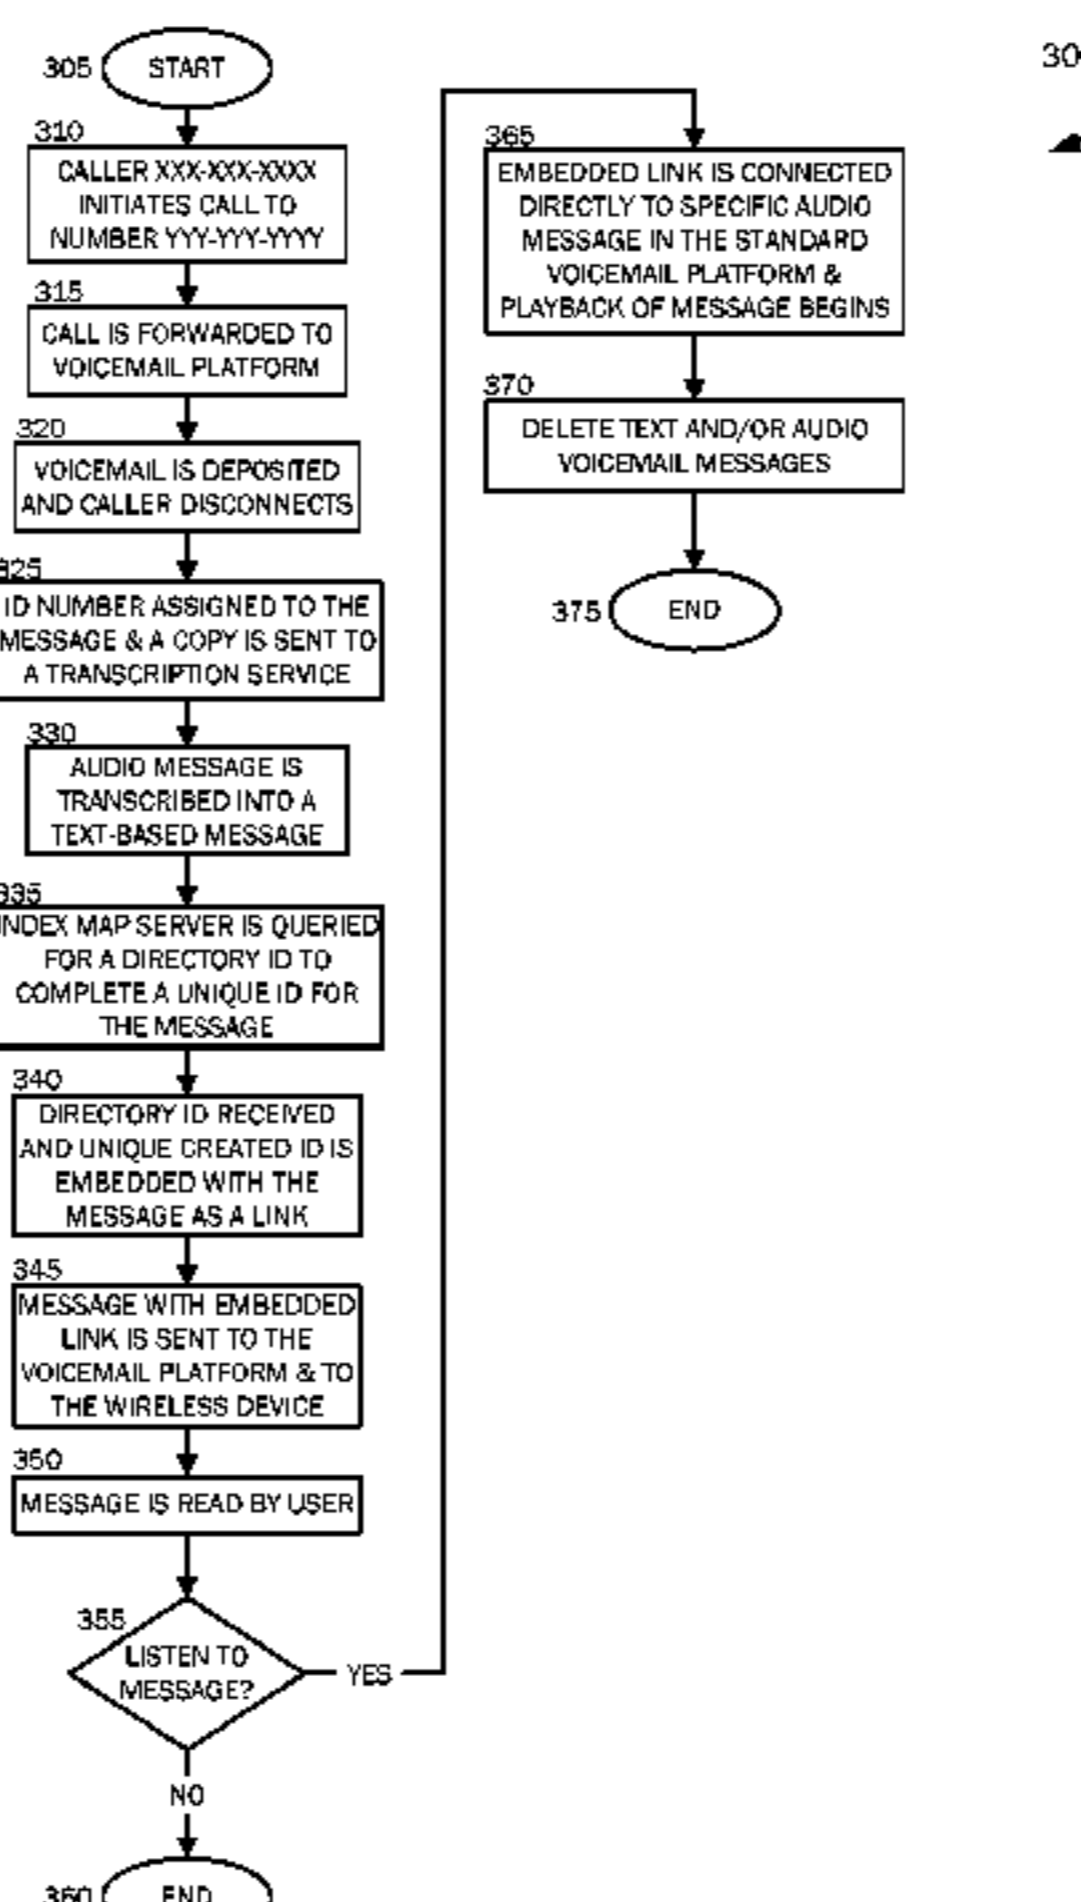 305 START
310
CALLER XXX-XXX-XXXX
INITIATES CALL TO
NUMBER YYY-YYY-YYYY
315
CALL IS FORWARDED TO
VOICEMAIL PLATFORM
320
VOICEMAIL IS DEPOSITED
AND CALLER DISCONNECTS
325
ID NUMBER ASSIGNED TO THE
MESSAGE & A COPY IS SENT TO
A TRANSCRIPTION SERVICE
330
AUDIO MESSAGE IS
TRANSCRIBED INTO A
TEXT-BASED MESSAGE
335
INDEX MAP SERVER IS QUERIED
FOR A DIRECTORY ID TO
COMPLETE A UNIQUE ID FOR
THE MESSAGE
340
DIRECTORY ID RECEIVED
AND UNIQUE CREATED ID IS
EMBEDDED WITH THE
MESSAGE AS A LINK
345
MESSAGE WITH EMBEDDED
LINK IS SENT TO THE
VOICEMAIL PLATFORM & TO
THE WIRELESS DEVICE
350
MESSAGE IS READ BY USER
355
LISTEN TO
MESSAGE?
YES
NO
360 END
365
EMBEDDED LINK IS CONNECTED
DIRECTLY TO SPECIFIC AUDIO
MESSAGE IN THE STANDARD
VOICEMAIL PLATFORM &
PLAYBACK OF MESSAGE BEGINS
370
DELETE TEXT AND/OR AUDIO
VOICEMAIL MESSAGES
375 END